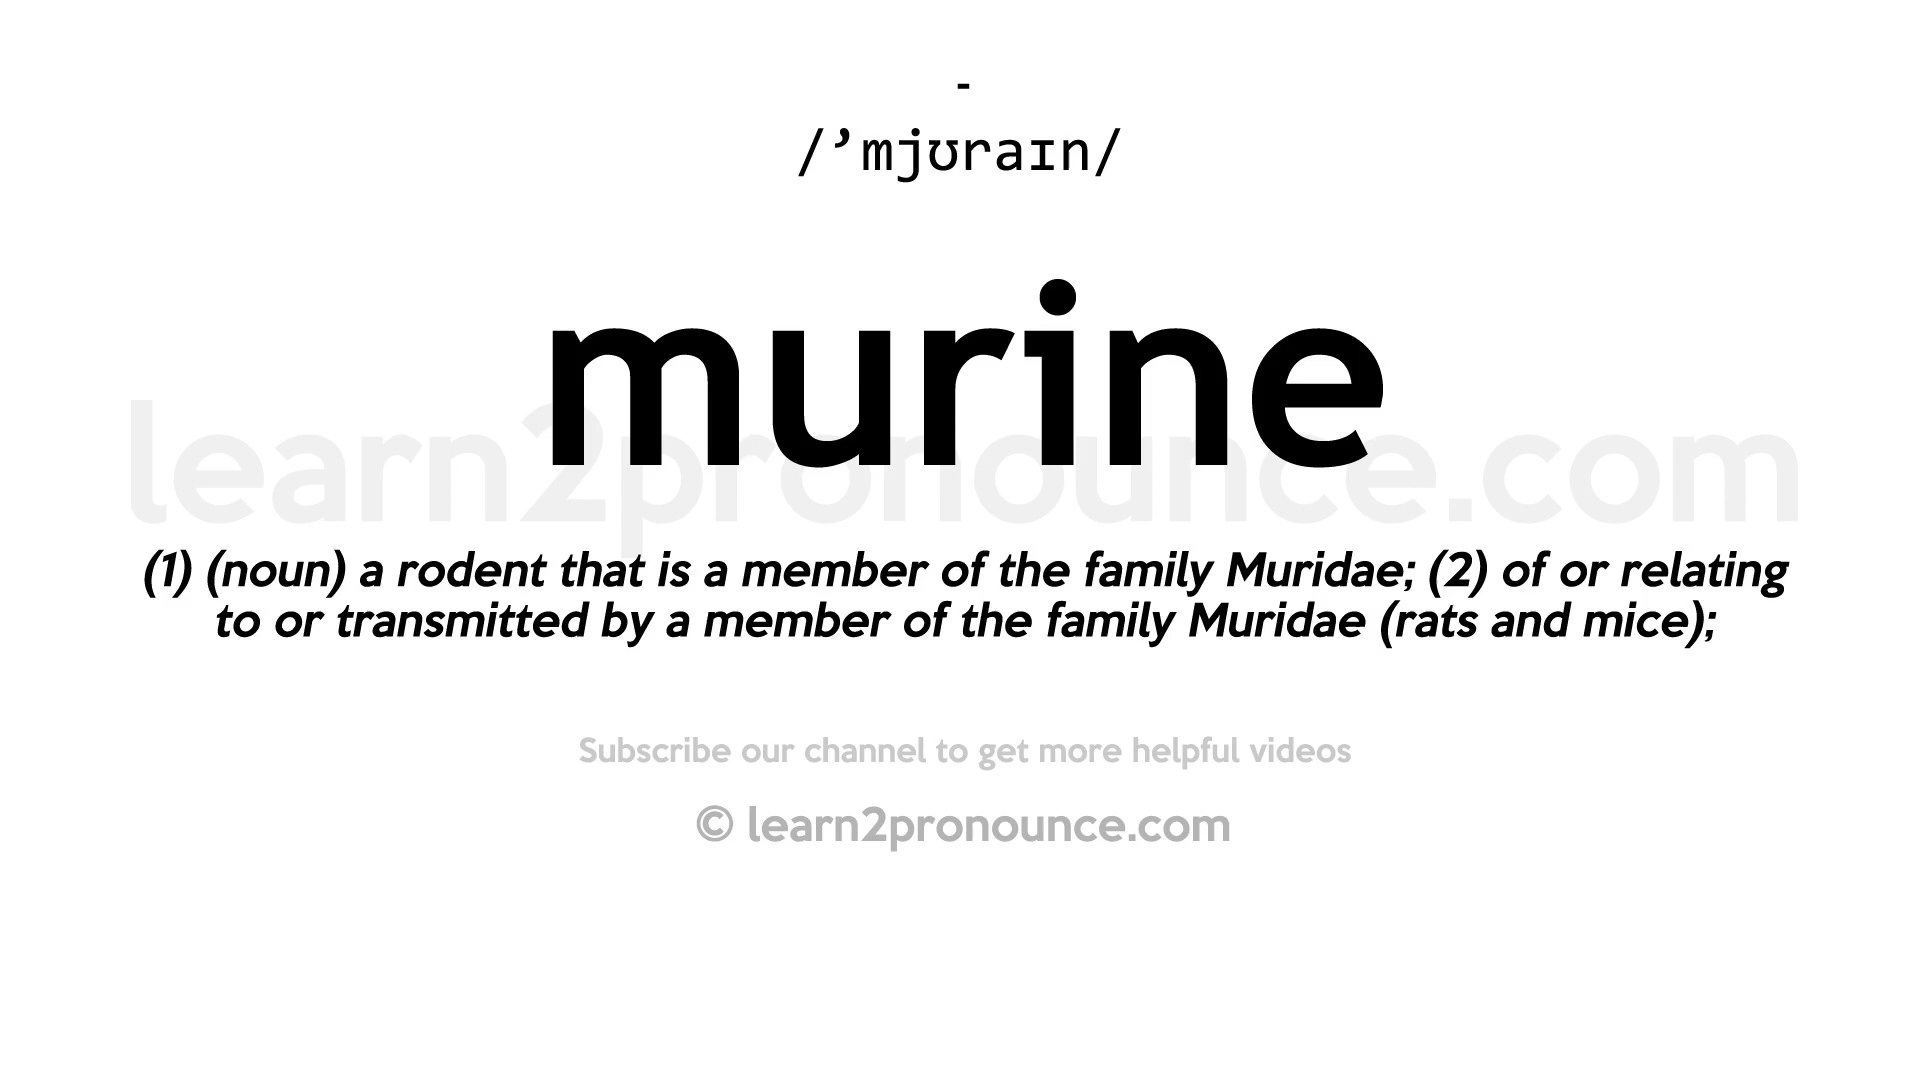 -
/’mjʊraɪn/
murine
learn2pronounce.com
(1) (noun) a rodent that is a member of the family Muridae; (2) of or relating
to or transmitted by a member of the family Muridae (rats and mice);
Subscribe our channel to get more helpful videos
© learn2pronounce.com